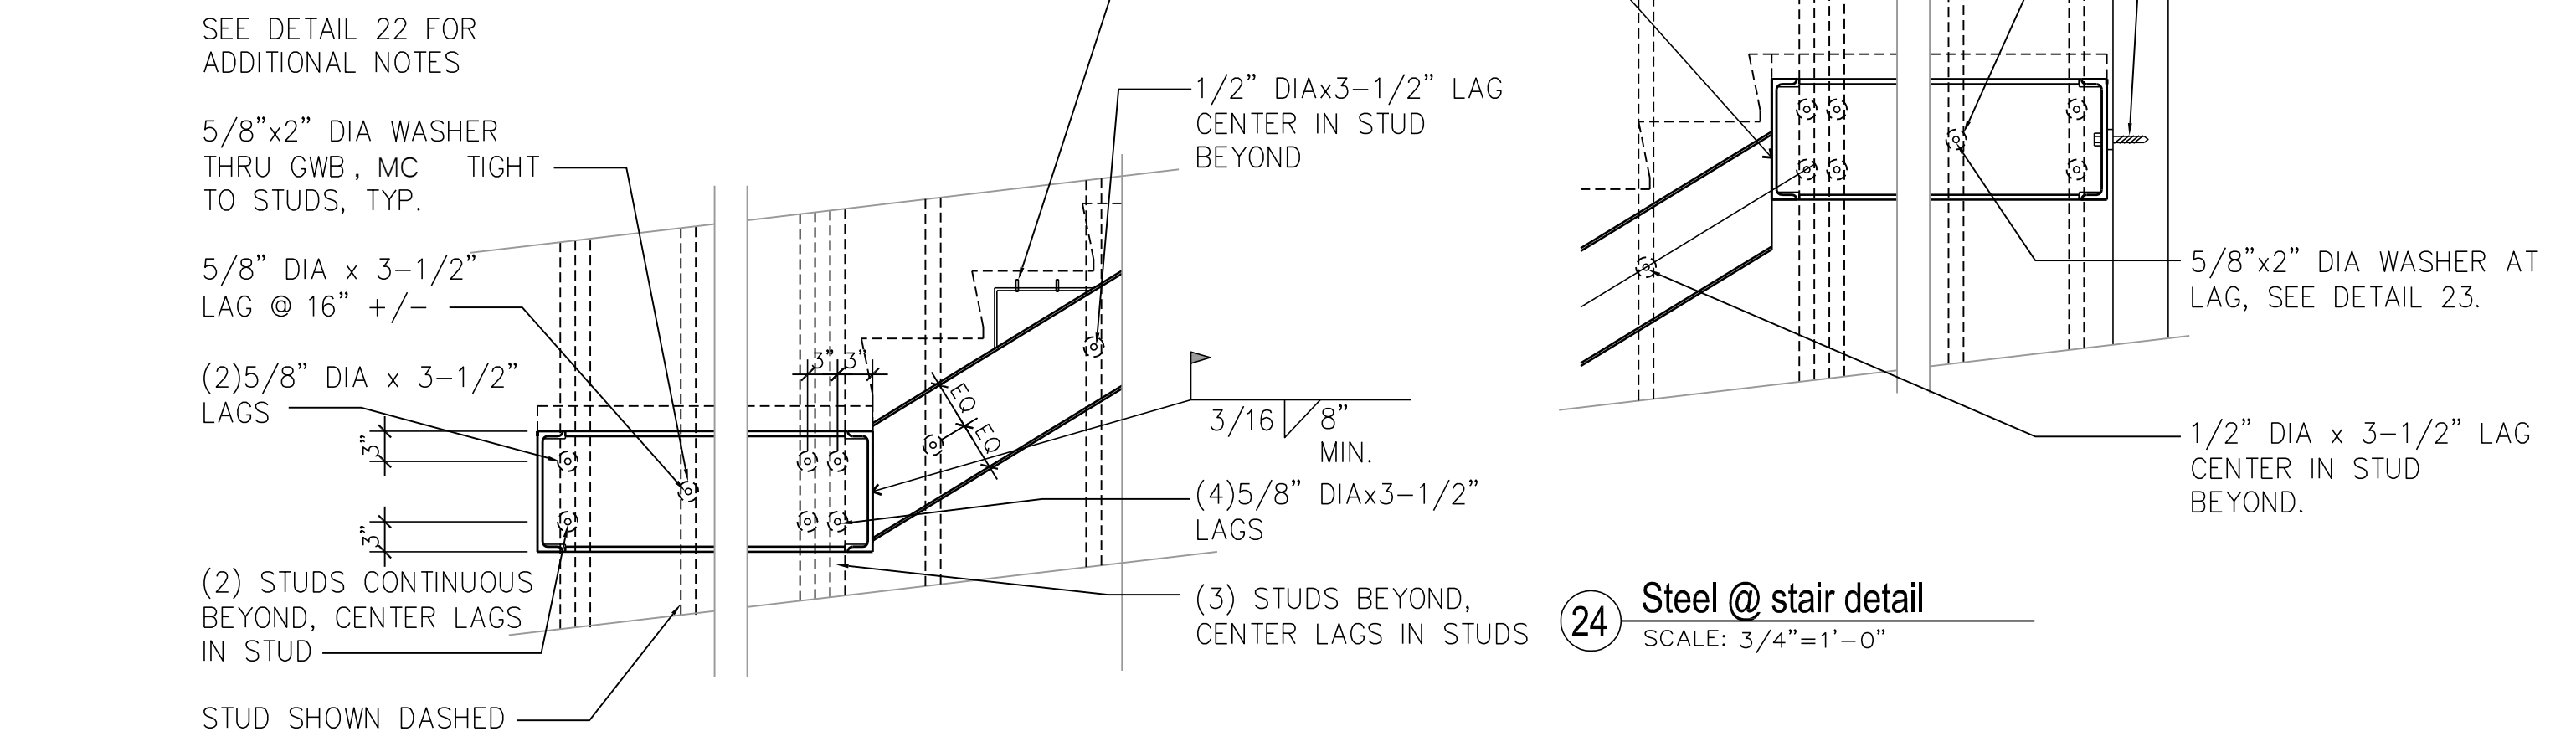 SEE DETAIL 22 FOR
ADDITIONAL NOTES
5/8"x2" DIA WASHER
THRU GWB, MC TIGHT
TO STUDS, TYP.
5/8" DIA x 3-1/2"
LAG @ 16" +/-
(2)5/8" DIA x 3-1/2"
LAGS
3"
3"
(2) STUDS CONTINUOUS
BEYOND, CENTER LAGS
IN STUD
STUD SHOWN DASHED
3" 3"
EQ EQ
1/2" DIAx3-1/2" LAG
CENTER IN STUD
BEYOND
3/16 8"
MIN.
(4)5/8" DIAx3-1/2"
LAGS
(3) STUDS BEYOND,
CENTER LAGS IN STUDS
5/8"x2" DIA WASHER AT
LAG, SEE DETAIL 23.
1/2" DIA x 3-1/2" LAG
CENTER IN STUD
BEYOND.
24 Steel @ stair detail
SCALE: 3/4"=1'-0"